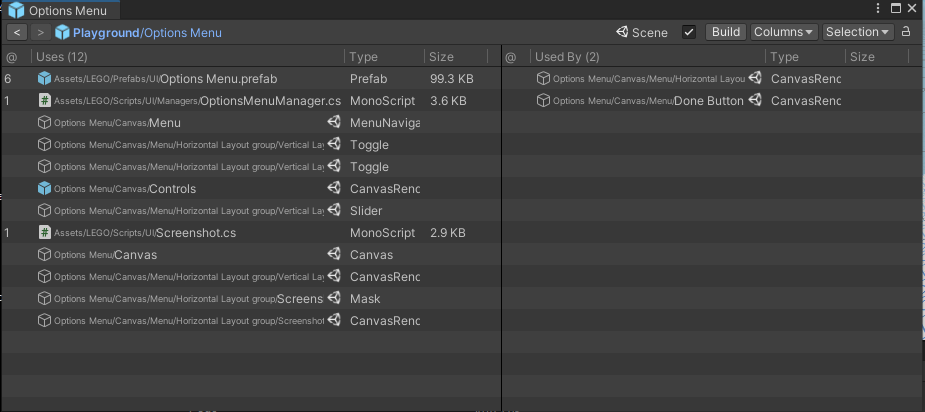 Options Menu
< > Playground/Options Menu Scene Build Columns Selection
@ Uses (12) Type Size @ Used By (2) Type Size
6 Assets/LEGO/Prefabs/UI/Options Menu.prefab Prefab 99.3 KB Options Menu/Canvas/Menu/Horizontal Layou CanvasRenc
1 Assets/LEGO/Scripts/UI/Managers/OptionsMenuManager.cs MonoScript 3.6 KB Options Menu/Canvas/Menu/Done Button CanvasRenc
Options Menu/Canvas/Menu MenuNaviga
Options Menu/Canvas/Menu/Horizontal Layout group/Vertical Lay Toggle
Options Menu/Canvas/Menu/Horizontal Layout group/Vertical Lay Toggle
Options Menu/Canvas/Controls CanvasRenc
Options Menu/Canvas/Menu/Horizontal Layout group/Vertical Lay Slider
1 Assets/LEGO/Scripts/UI/Screenshot.cs MonoScript 2.9 KB
Options Menu/Canvas Canvas
Options Menu/Canvas/Menu/Horizontal Layout group/Vertical Lay CanvasRenc
Options Menu/Canvas/Menu/Horizontal Layout group/Screens Mask
Options Menu/Canvas/Menu/Horizontal Layout group/Screenshot CanvasRenc